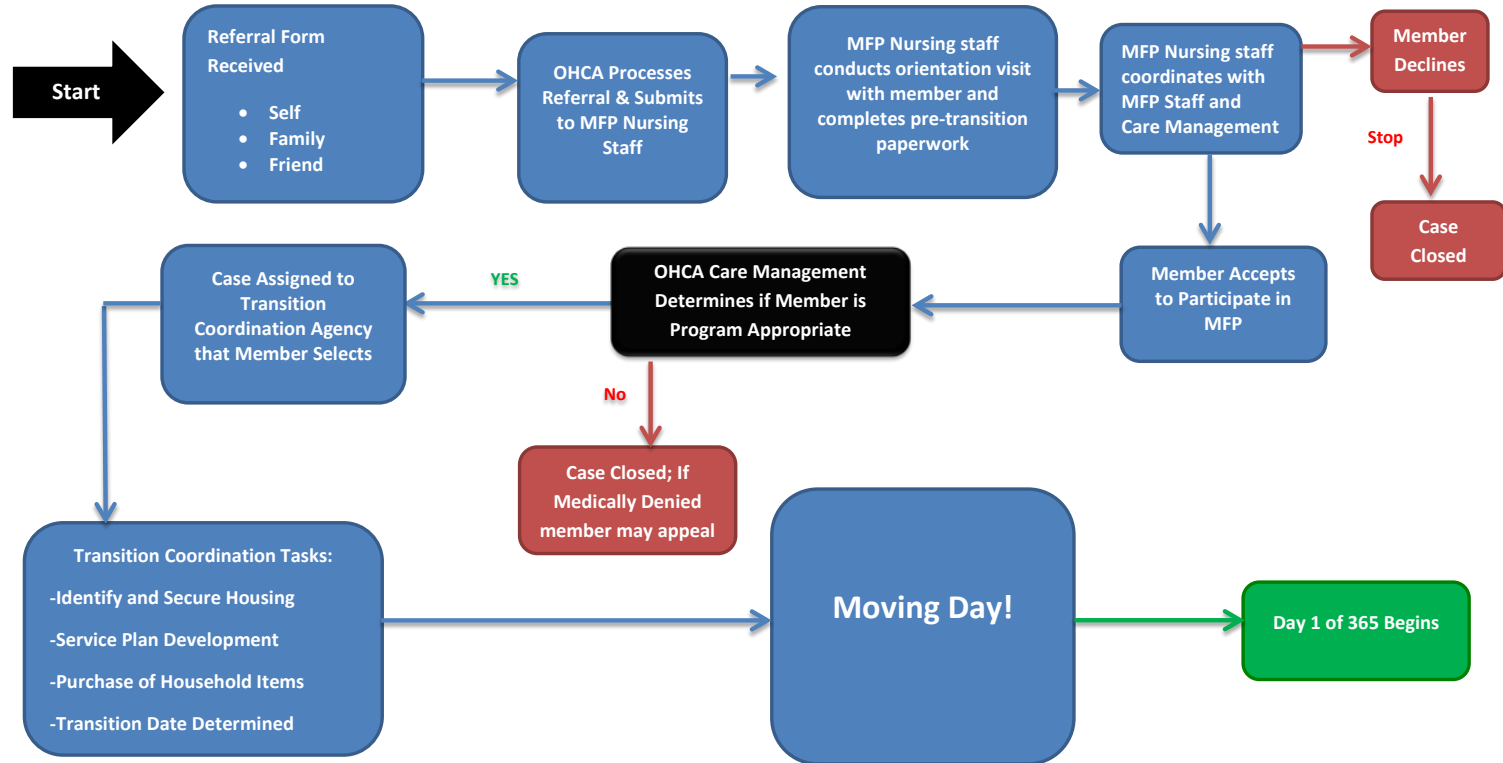 Start
Referral Form
Received
• Self
• Family
• Friend
OHCA Processes
Referral & Submits
to MFP Nursing
Staff
MFP Nursing staff
conducts orientation visit
with member and
completes pre-transition
paperwork
MFP Nursing staff
coordinates with
MFP Staff and
Care Management
Member
Declines
Stop
Case
Closed
Member Accepts
to Participate in
MFP
OHCA Care Management
Determines if Member is
Program Appropriate
YES
Case Assigned to
Transition
Coordination Agency
that Member Selects
No
Case Closed; If
Medically Denied
member may appeal
Transition Coordination Tasks:
-Identify and Secure Housing
-Service Plan Development
-Purchase of Household Items
-Transition Date Determined
Moving Day!
Day 1 of 365 Begins